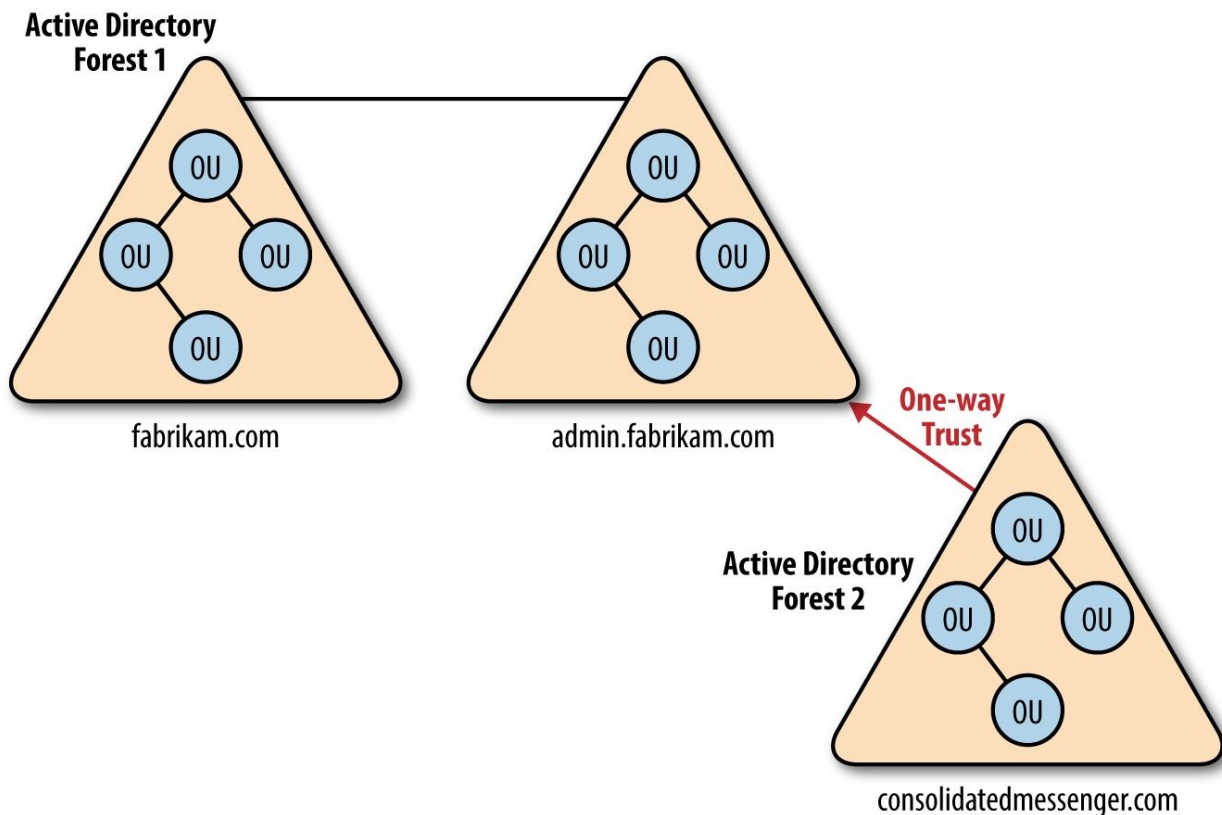 Active Directory
Forest 1
OU
OU
OU
OU
fabrikam.com
OU
OU
OU
OU
admin.fabrikam.com
One-way
Trust
Active Directory
Forest 2
OU
OU
OU
OU
consolidatedmessenger.com